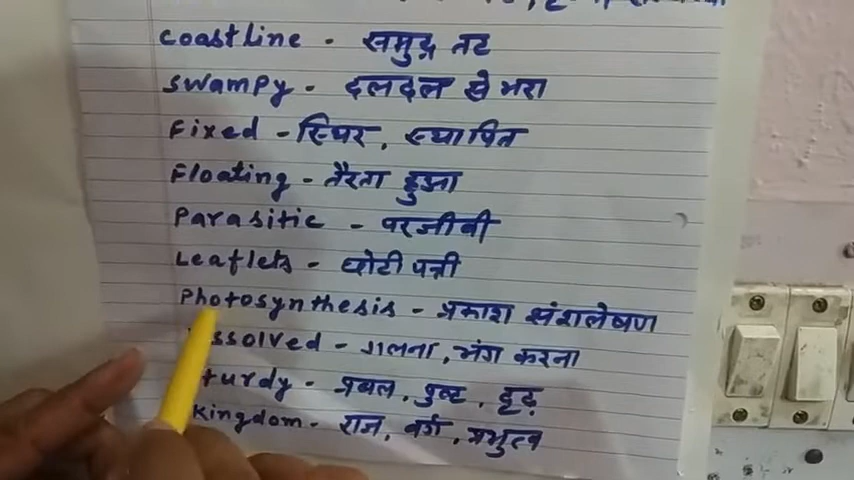 Coastline - समुद्र तट
Swampy - दलदल से भरा
Fixed - स्थिर, स्थापित
Floating - तैरता हुआ
Parasitic - परजीवी
Leaflets - छोटी पत्ती
Photosynthesis - प्रकाश संशलेषण
ssolved - गलना, भंग करना
turdy - प्रबल, पुष्ट, दृढ़
Kingdom - राज, वर्ग, प्रभुत्व